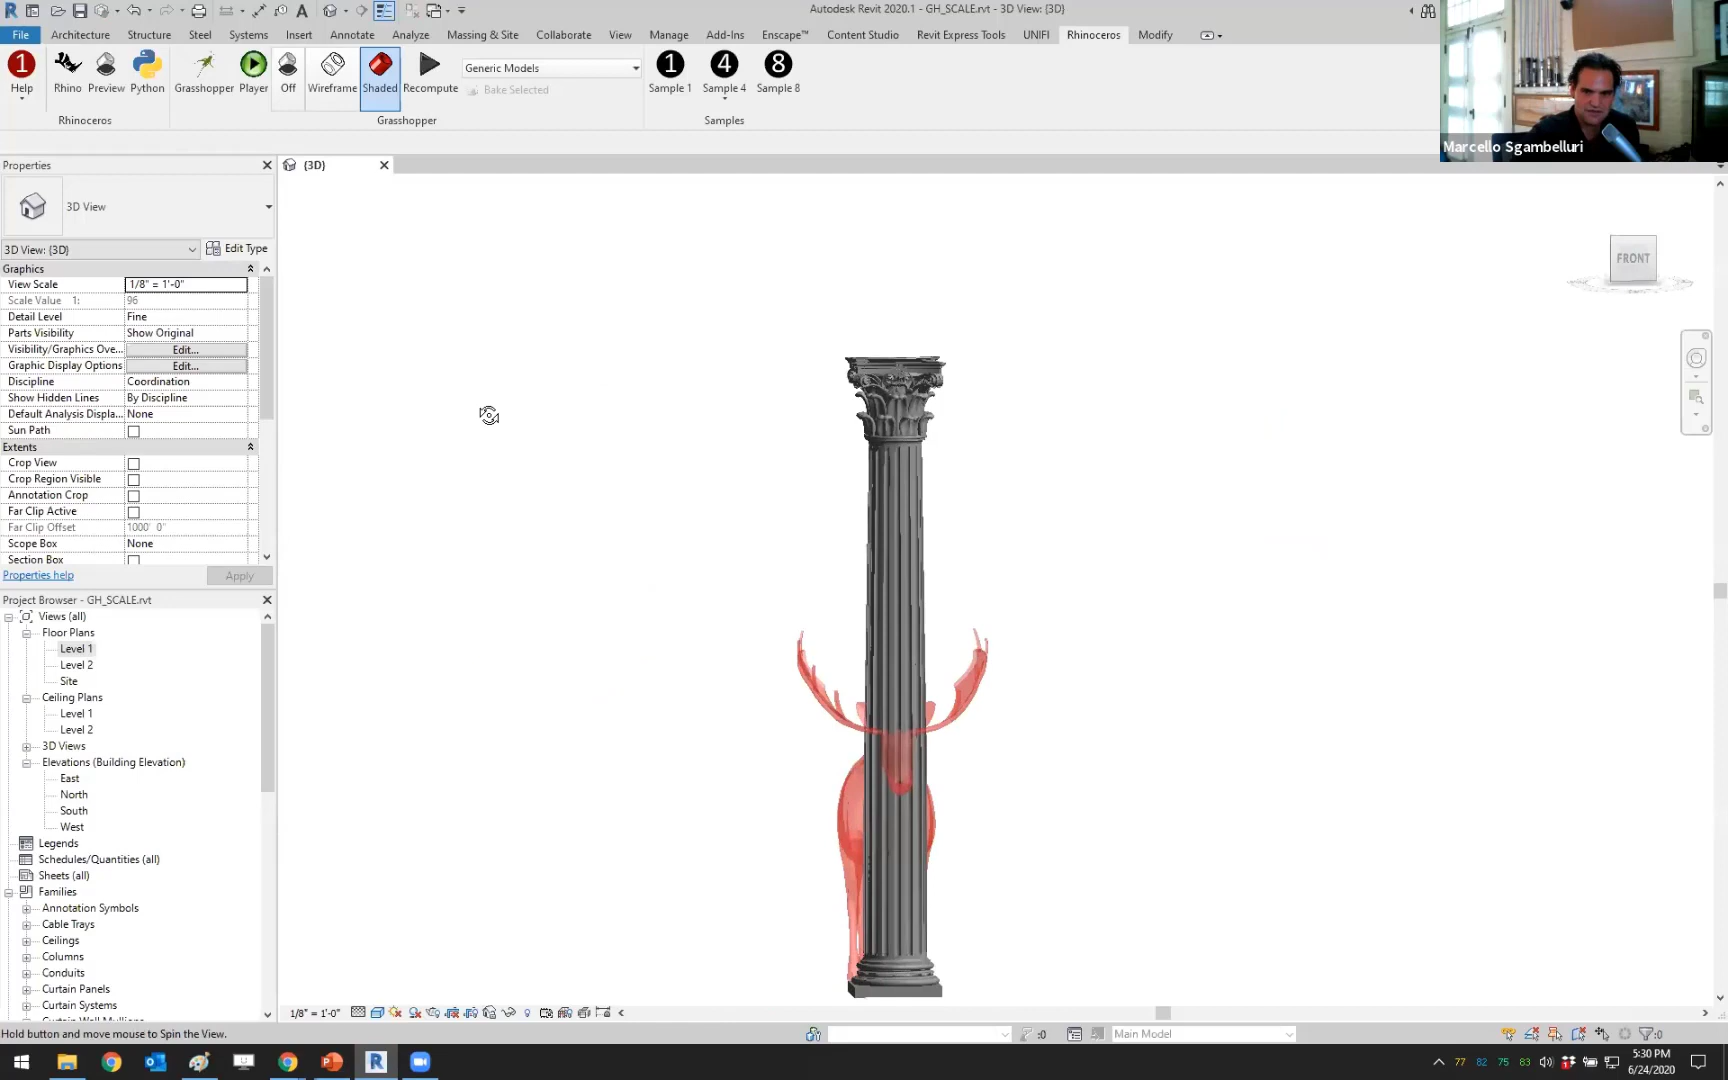 Autodesk Revit 2020.1 - GH_SCALE.rvt - 3D View: {3D}
File Architecture Structure Steel Systems Insert Annotate Analyze Massing & Site Collaborate View Manage Add-Ins Enscape™ Content Studio Revit Express Tools UNIFI Rhinoceros Modify
1 Help Rhino Preview Python Grasshopper Player Off Wireframe Shaded Recompute
Generic Models
Bake Selected
1 4 8
Sample 1 Sample 4 Sample 8
Rhinoceros Grasshopper Samples
Marcello Sgambelluri
Properties
{3D}
3D View
3D View: {3D} Edit Type
Graphics
View Scale 1/8" = 1'-0"
Scale Value 1: 96
Detail Level Fine
Parts Visibility Show Original
Visibility/Graphics Ove... Edit...
Graphic Display Options Edit...
Discipline Coordination
Show Hidden Lines By Discipline
Default Analysis Displa... None
Sun Path
Extents
Crop View
Crop Region Visible
Annotation Crop
Far Clip Active
Far Clip Offset 1000' 0"
Scope Box None
Section Box
Properties help Apply
FRONT
Project Browser - GH_SCALE.rvt
Views (all)
Floor Plans
Level 1
Level 2
Site
Ceiling Plans
Level 1
Level 2
3D Views
Elevations (Building Elevation)
East
North
South
West
Legends
Schedules/Quantities (all)
Sheets (all)
Families
Annotation Symbols
Cable Trays
Ceilings
Columns
Conduits
Curtain Panels
Curtain Systems
1/8" = 1'-0"
Hold button and move mouse to Spin the View.
:0
Main Model
:0
77 82 75 83
5:30 PM
6/24/2020